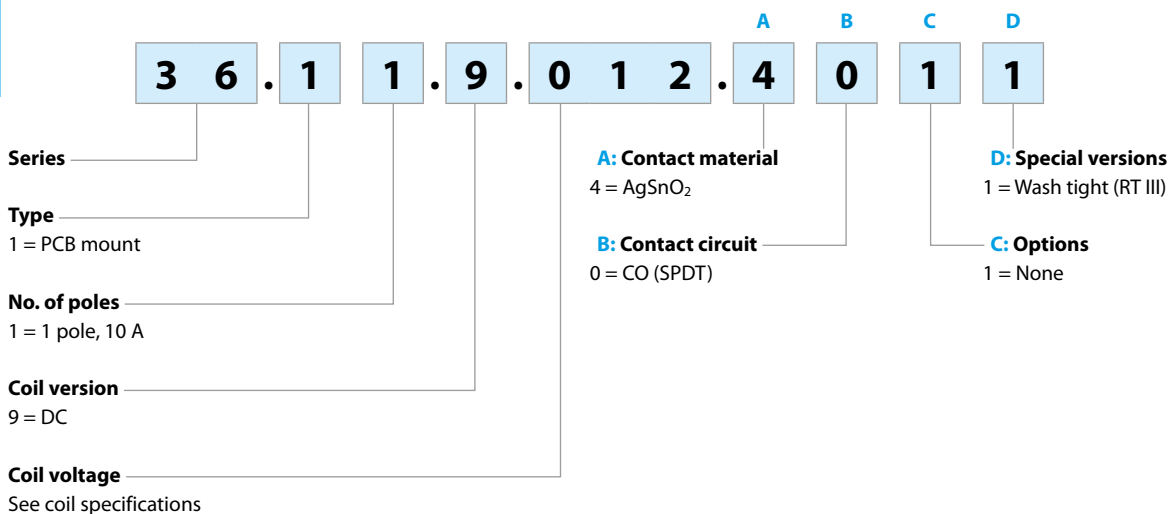 A B C D
3 6 . 1 1 . 9 . 0 1 2 . 4 0 1 1
Series
Type
1 = PCB mount
No. of poles
1 = 1 pole, 10 A
Coil version
9 = DC
Coil voltage
See coil specifications
A: Contact material
4 = AgSnO₂
B: Contact circuit
0 = CO (SPDT)
D: Special versions
1 = Wash tight (RT III)
C: Options
1 = None